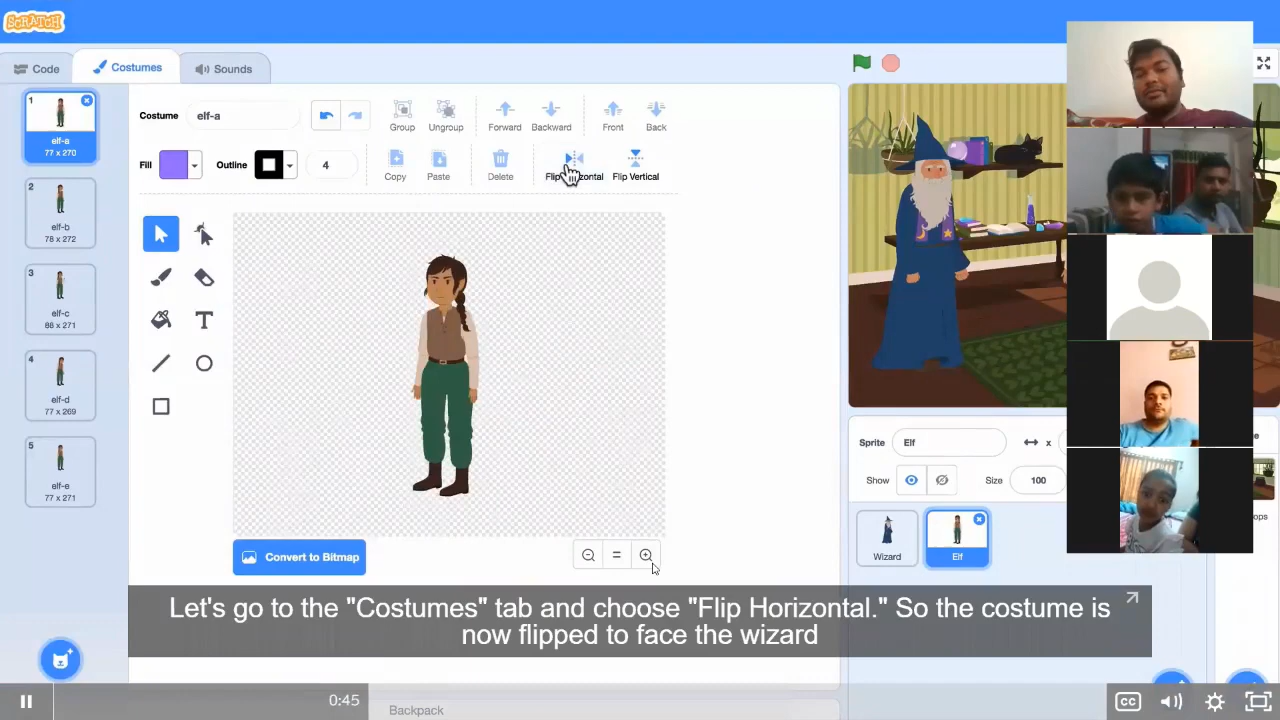 SCRATCH
Code
Costumes
Sounds
1
elf-a
77 x 270
2
elf-b
78 x 272
3
elf-c
88 x 271
4
elf-d
77 x 269
5
elf-e
77 x 271
Costume
elf-a
Group
Ungroup
Forward
Backward
Front
Back
Fill
Outline
4
Copy
Paste
Delete
Flip Vertical
Convert to Bitmap
Sprite
Elf
x
Show
Size
100
Wizard
Elf
Let's go to the "Costumes" tab and choose "Flip Horizontal." So the costume is
now flipped to face the wizard
0:45
CC
Backpack